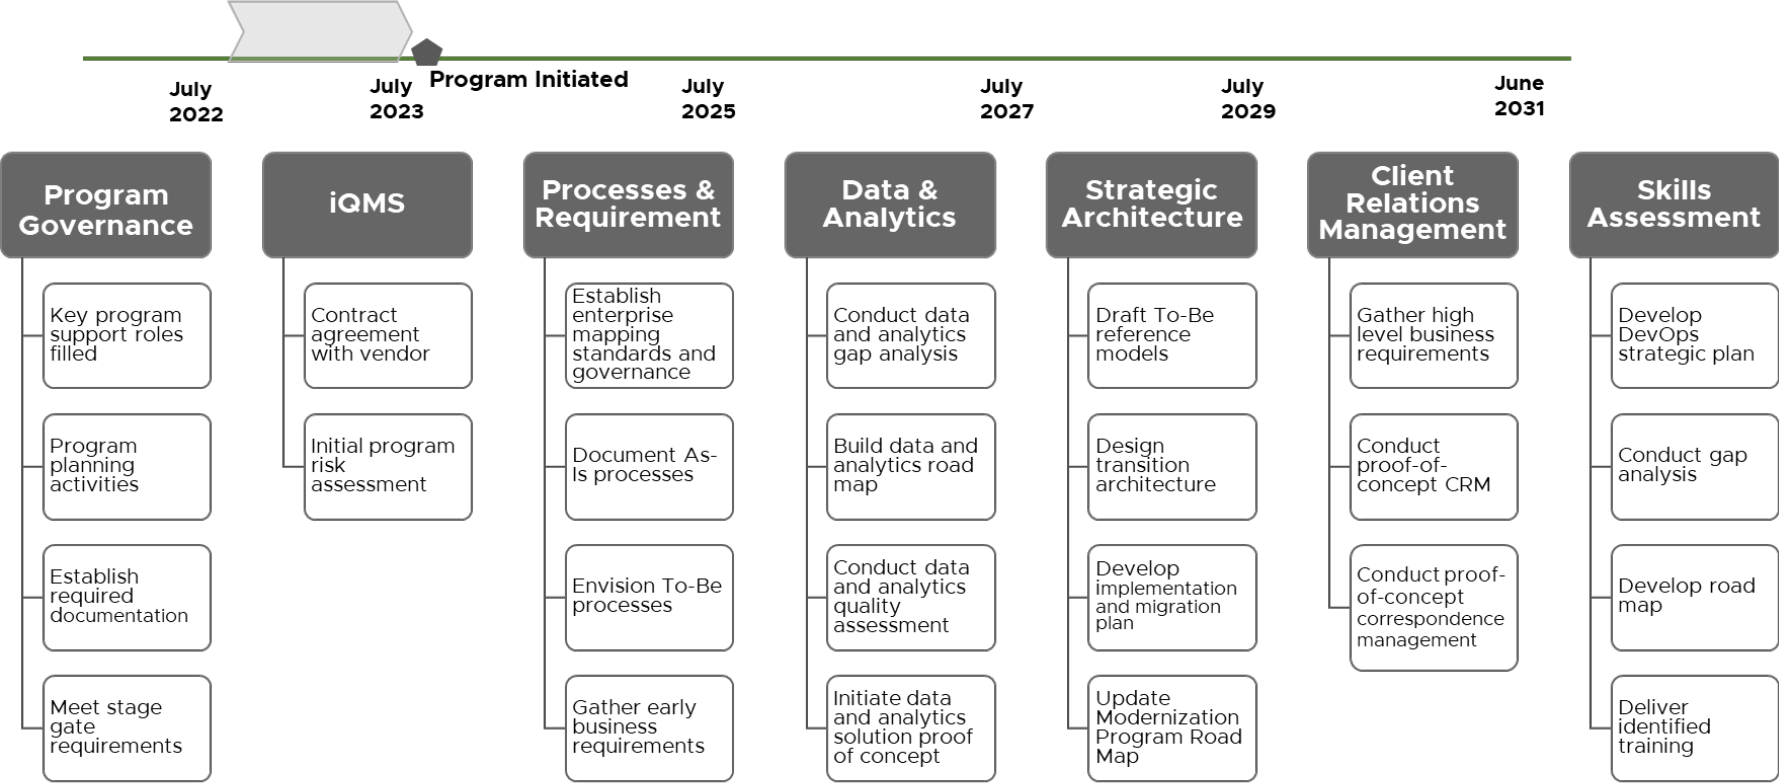 July
2022
July
2023
Program Initiated
July
2025
July
2027
July
2029
June
2031
Program
Governance
Key program
support roles
filled
Program
planning
activities
Establish
required
documentation
Meet stage
gate
requirements
iQMS
Contract
agreement
with vendor
Initial program
risk
assessment
Processes &
Requirement
Establish
enterprise
mapping
standards and
governance
Document As-
Is processes
Envision To-Be
processes
Gather early
business
requirements
Data &
Analytics
Conduct data
and analytics
gap analysis
Build data and
analytics road
map
Conduct data
and analytics
quality
assessment
Initiate data
and analytics
solution proof
of concept
Strategic
Architecture
Draft To-Be
reference
models
Design
transition
architecture
Develop
implementation
and migration
plan
Update
Modernization
Program Road
Map
Client
Relations
Management
Gather high
level business
requirements
Conduct
proof-of-
concept CRM
Conduct proof-
of-concept
correspondence
management
Skills
Assessment
Develop
DevOps
strategic plan
Conduct gap
analysis
Develop road
map
Deliver
identified
training